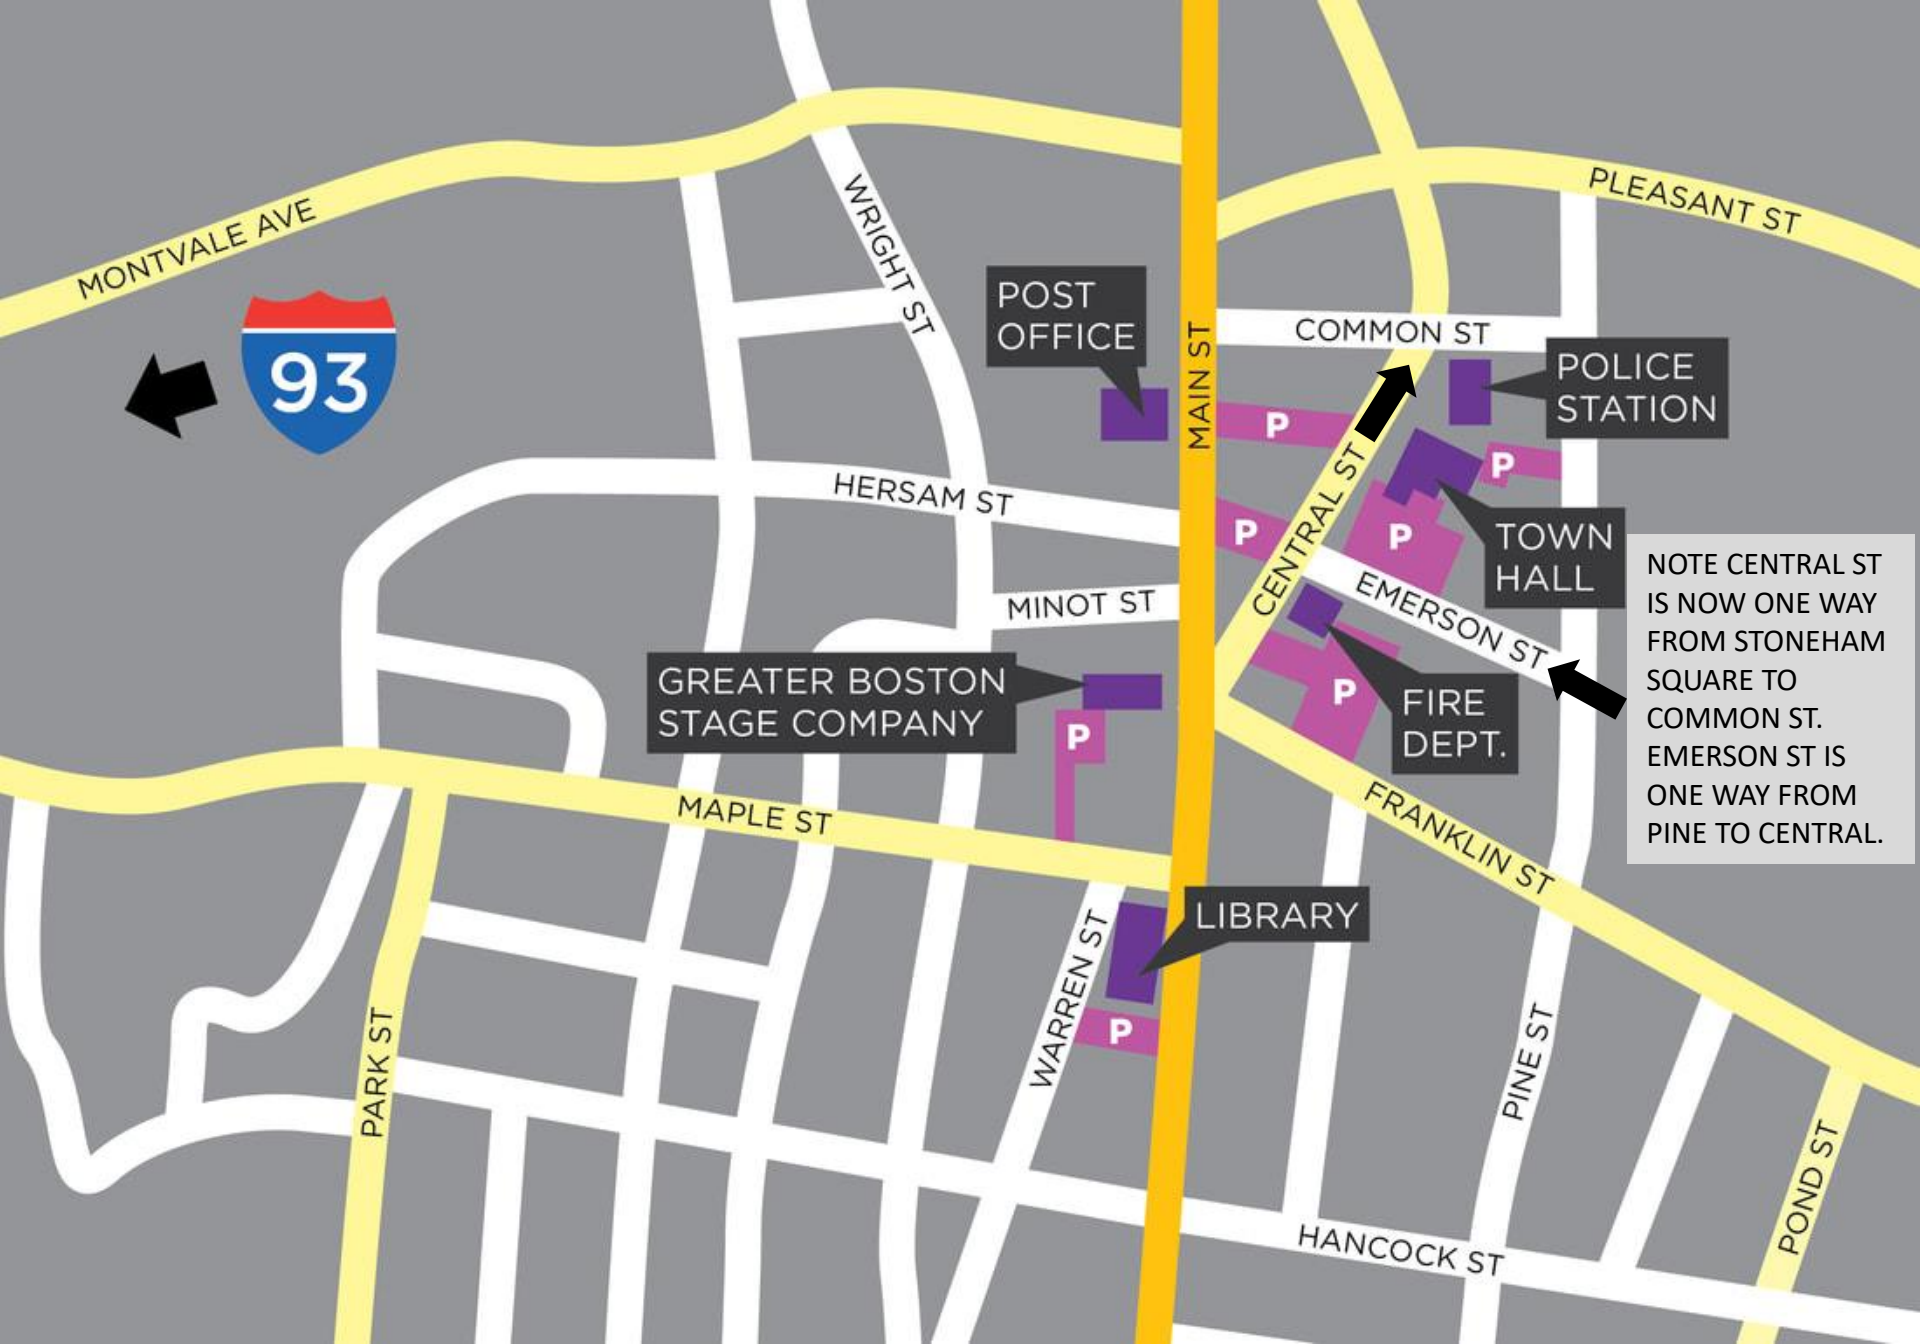 MONTVALE AVE
WRIGHT ST
PLEASANT ST
93
POST
OFFICE
MAIN ST
COMMON ST
POLICE
STATION
P
P
HERSAM ST
P
CENTRAL ST
P
TOWN
HALL
EMERSON ST
NOTE CENTRAL ST
IS NOW ONE WAY
FROM STONEHAM
SQUARE TO
COMMON ST.
EMERSON ST IS
ONE WAY FROM
PINE TO CENTRAL.
MINOT ST
GREATER BOSTON
STAGE COMPANY
P
P
FIRE
DEPT.
MAPLE ST
FRANKLIN ST
LIBRARY
WARREN ST
P
PARK ST
PINE ST
POND ST
HANCOCK ST